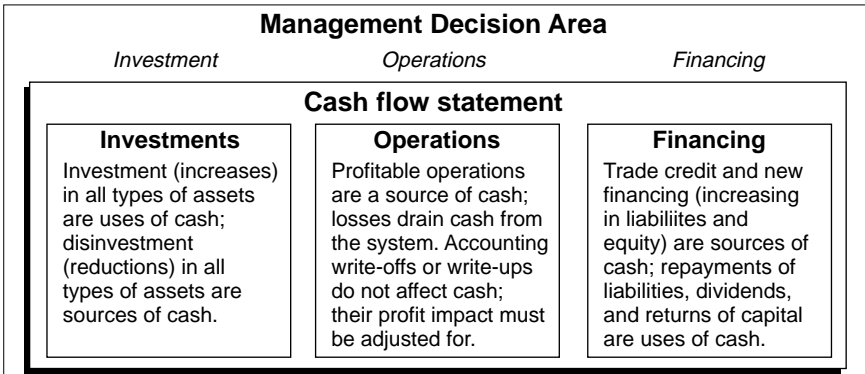 Management Decision Area
Investment Operations Financing
Cash flow statement
Investments
Investment (increases)
in all types of assets
are uses of cash;
disinvestment
(reductions) in all
types of assets are
sources of cash.
Operations
Profitable operations
are a source of cash;
losses drain cash from
the system. Accounting
write-offs or write-ups
do not affect cash;
their profit impact must
be adjusted for.
Financing
Trade credit and new
financing (increasing
in liabiliites and
equity) are sources of
cash; repayments of
liabilities, dividends,
and returns of capital
are uses of cash.